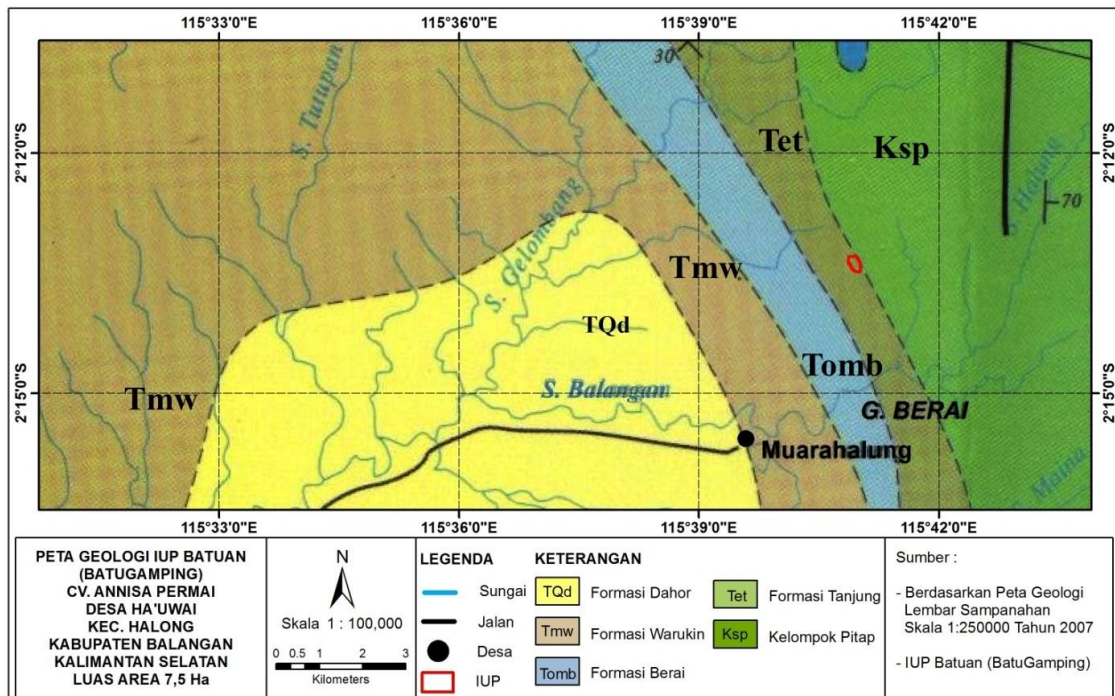 115°33'0"E 115°36'0"E 115°39'0"E 115°42'0"E
2°12'0"S 2°12'0"S
2°15'0"S 2°15'0"S
S. Tutupan
30
Tet
Ksp
S. Halung
70
S. Gelombang
Tmw
TQd
Tomb
Tmw
S. Balangan
G. BERAI
Muarahalung
S. Maina
115°33'0"E 115°36'0"E 115°39'0"E 115°42'0"E
PETA GEOLOGI IUP BATUAN
(BATUGAMPING)
CV. ANNISA PERMAI
DESA HA'UWAI
KEC. HALONG
KABUPATEN BALANGAN
KALIMANTAN SELATAN
LUAS AREA 7,5 Ha
N
Skala 1 : 100,000
0 0.5 1 2 3
Kilometers
LEGENDA
Sungai
Jalan
Desa
IUP
KETERANGAN
TQd Formasi Dahor
Tmw Formasi Warukin
Tomb Formasi Berai
Tet Formasi Tanjung
Ksp Kelompok Pitap
Sumber :
- Berdasarkan Peta Geologi
Lembar Sampanahan
Skala 1:250000 Tahun 2007
- IUP Batuan (BatuGamping)